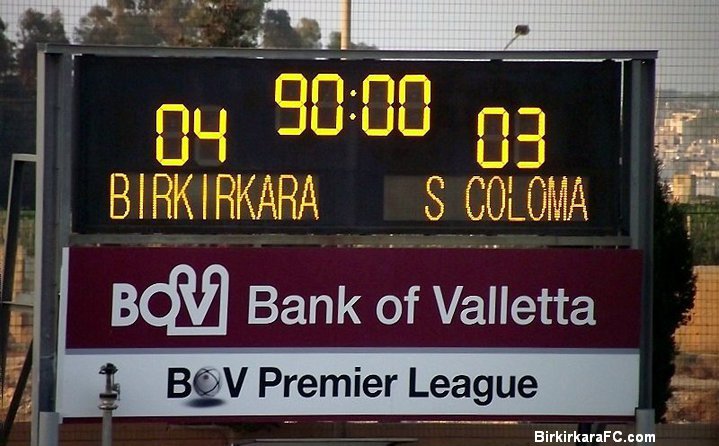 90:00
04 03
BIRKIRKARA S COLOMA
BOV Bank of Valletta
BOV Premier League
BirkirkaraFC.com